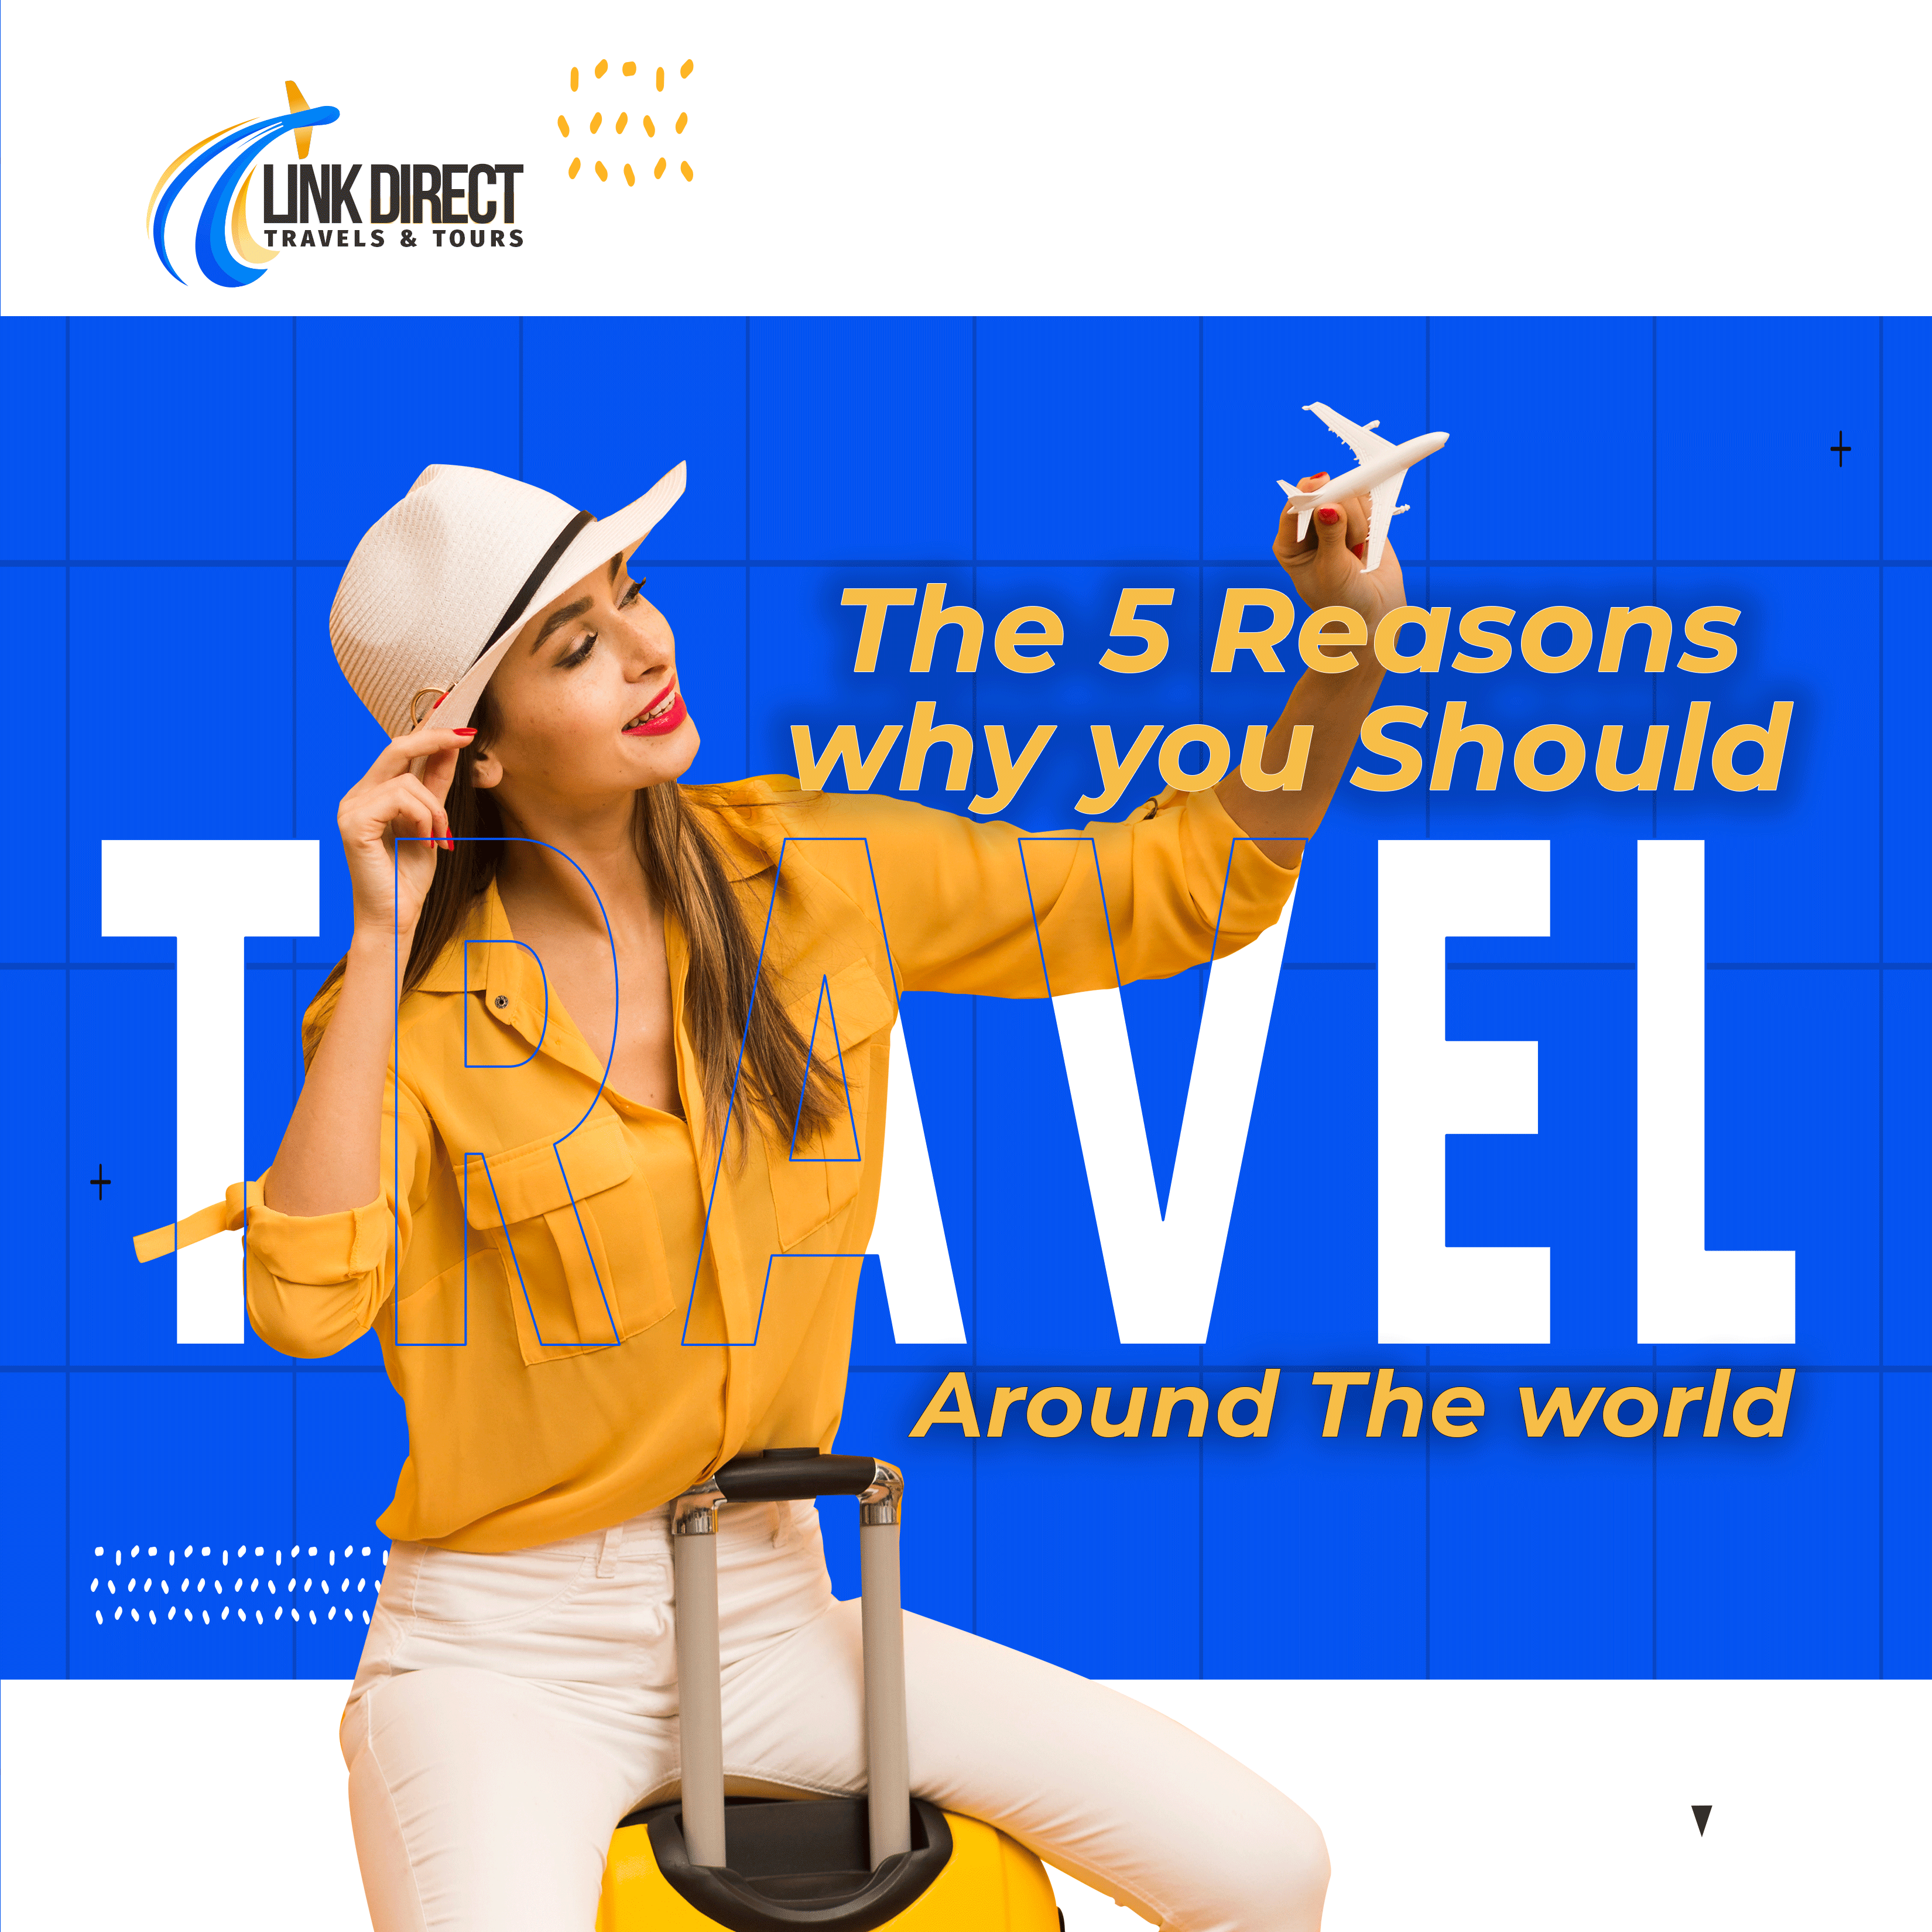 LINK DIRECT
TRAVELS & TOURS
The 5 Reasons
why you Should
TRAVEL
Around The world